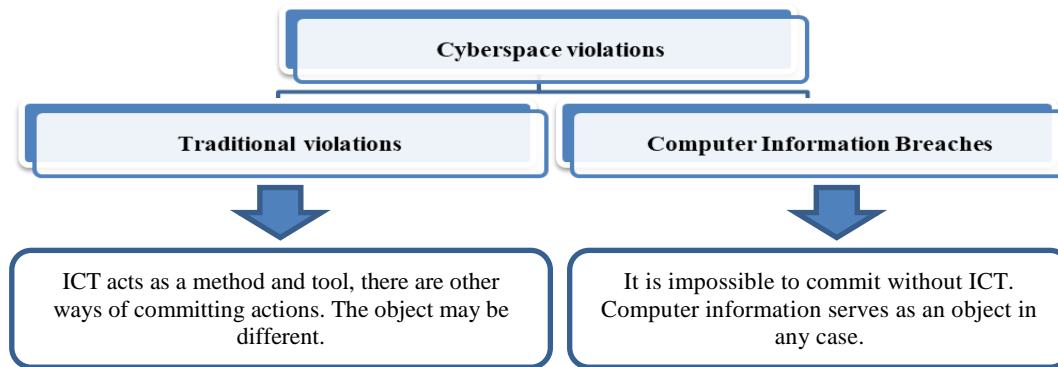 Cyberspace violations
Traditional violations
Computer Information Breaches
ICT acts as a method and tool, there are other
ways of committing actions. The object may be
different.
It is impossible to commit without ICT.
Computer information serves as an object in
any case.